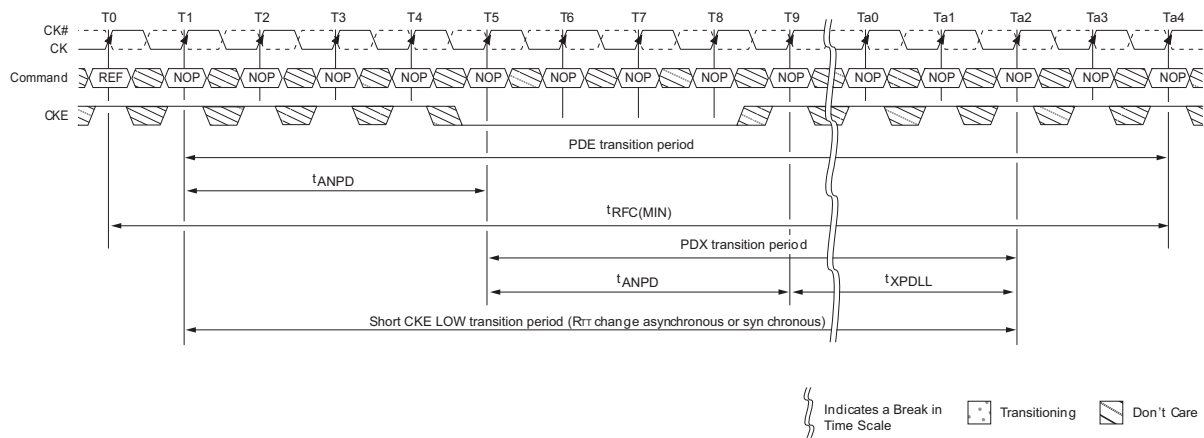 T0 T1 T2 T3 T4 T5 T6 T7 T8 T9 Ta0 Ta1 Ta2 Ta3 Ta4
CK#
CK
Command REF NOP NOP NOP NOP NOP NOP NOP NOP NOP NOP NOP NOP NOP NOP
CKE
PDE transition period
tANPD
tRFC(MIN)
PDX transition period
tANPD tXPDLL
Short CKE LOW transition period (RTT change asynchronous or syn chronous)
Indicates a Break in
Time Scale
Transitioning
Don't Care